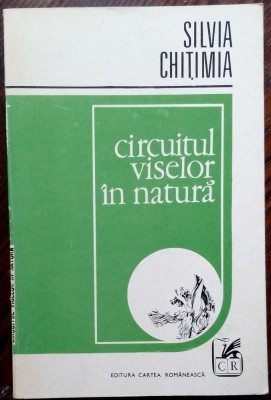 SILVIA
CHIȚIMIA
circuitul
viselor
în natură
EDITURA CARTEA ROMÂNEASCĂ
CR